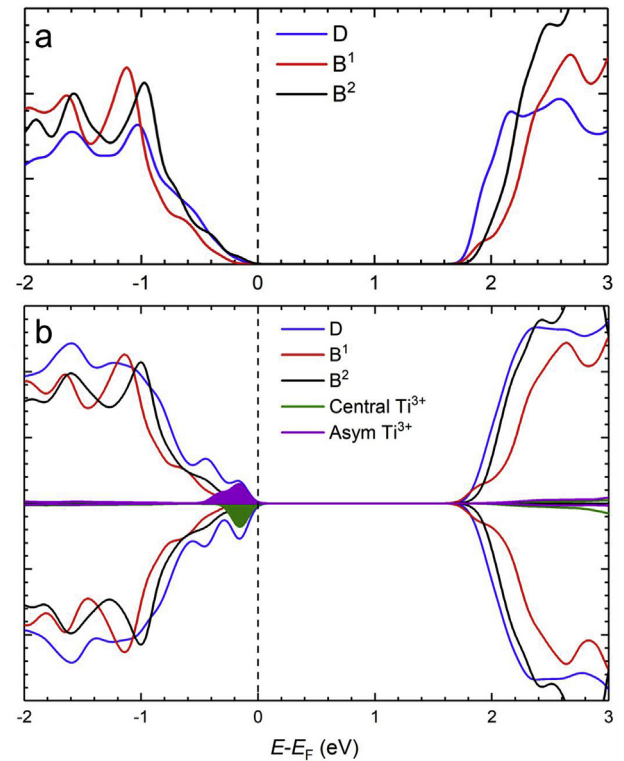 a
D
B¹
B²
-2 -1 0 1 2 3
b
D
B¹
B²
Central Ti³⁺
Asym Ti³⁺
-2 -1 0 1 2 3
E-E_F (eV)